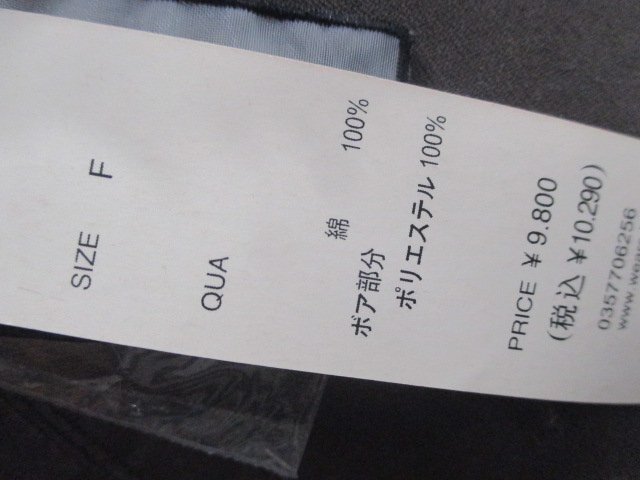 SIZE F
QUA
綿 100%
ボア部分
ポリエステル 100%
PRICE ¥9.800
(税込 ¥10.290)
0357706256